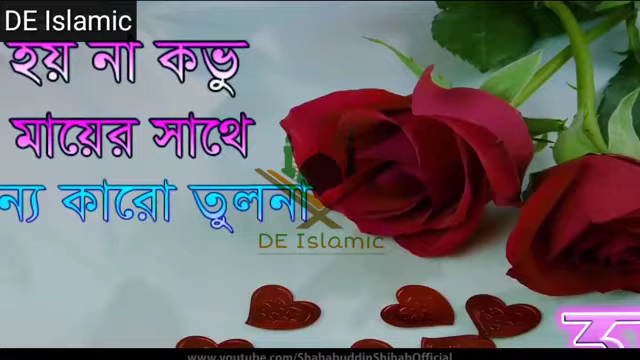 DE Islamic
হয় না কভু
মায়ের সাথে
ন্য কারো তুলনা
DE Islamic
www.youtube.com/ShahabuddinShihabOfficial